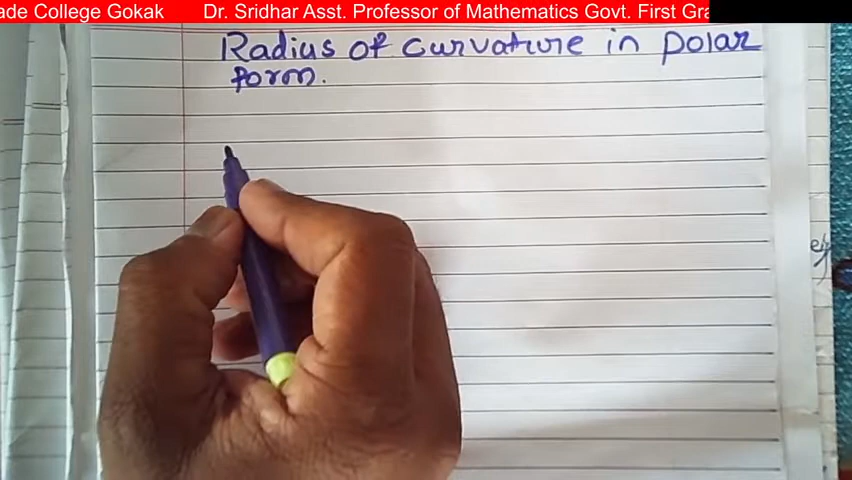 ade College Gokak Dr. Sridhar Asst. Professor of Mathematics Govt. First Gra
Radius of curvature in polar
form.